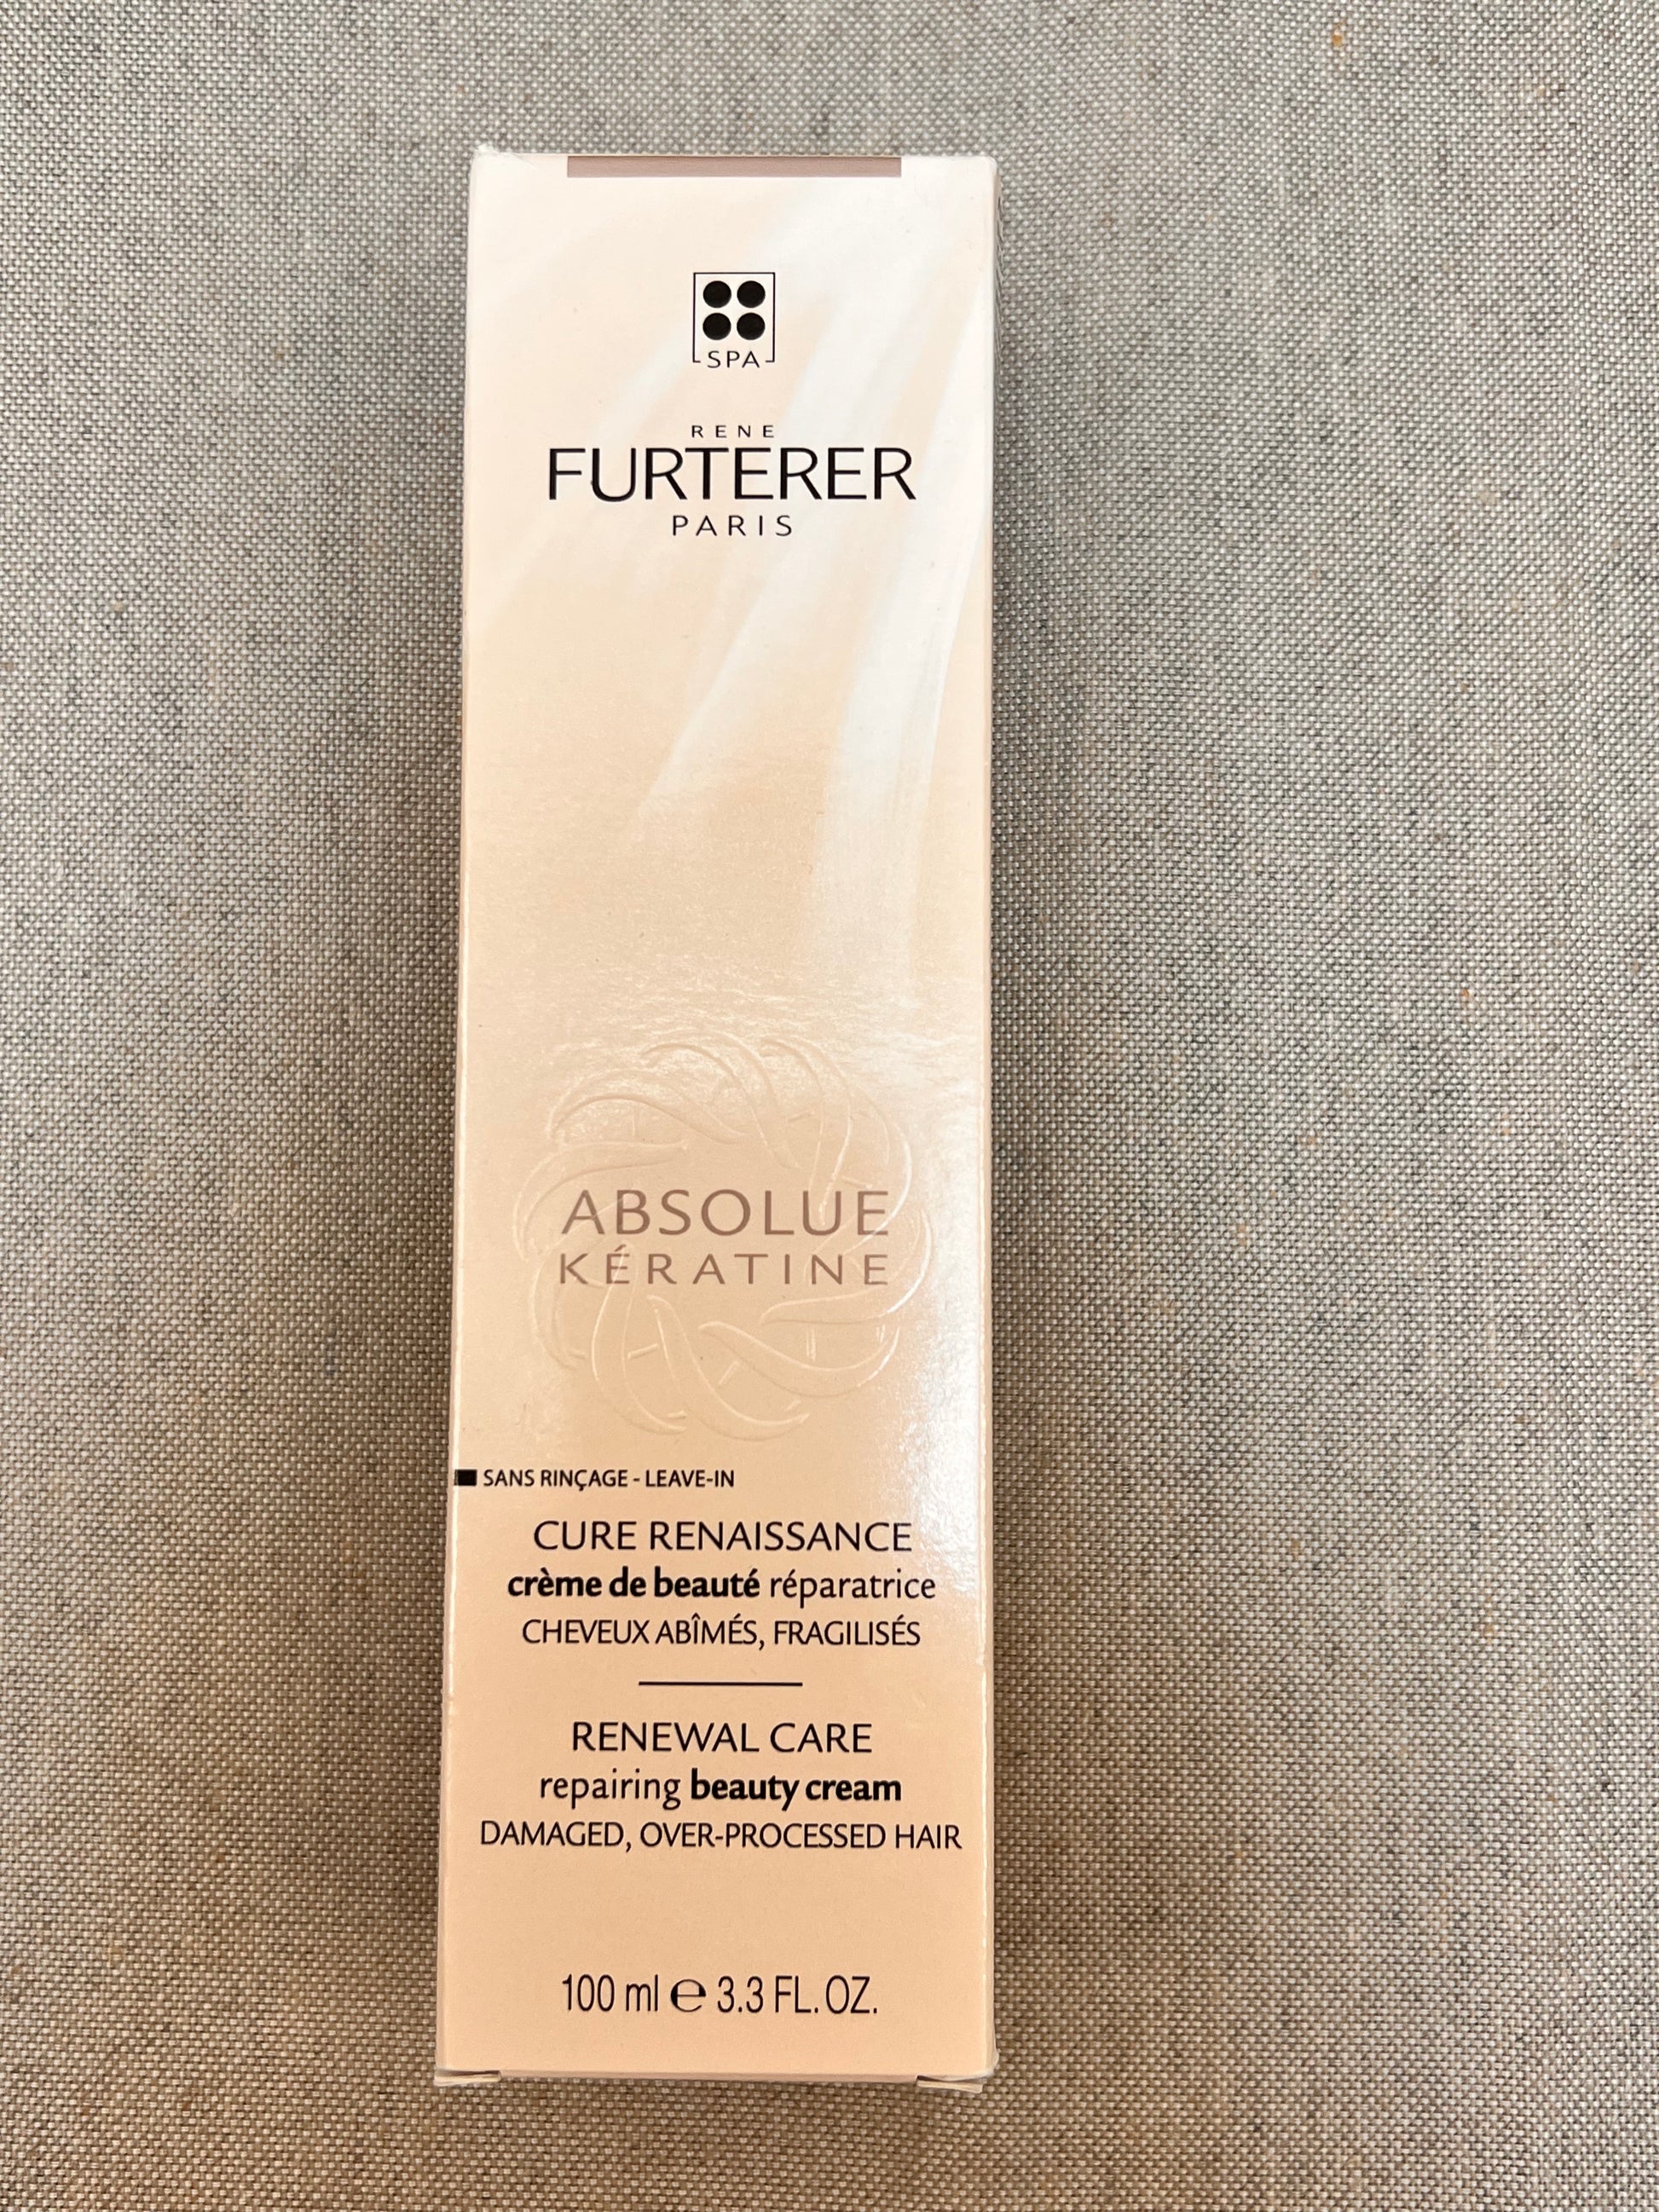 SPA
RENE
FURTERER
PARIS
ABSOLUE
KÉRATINE
SANS RINÇAGE - LEAVE-IN
CURE RENAISSANCE
crème de beauté réparatrice
CHEVEUX ABÎMÉS, FRAGILISÉS
RENEWAL CARE
repairing beauty cream
DAMAGED, OVER-PROCESSED HAIR
100 ml ℮ 3.3 FL. OZ.